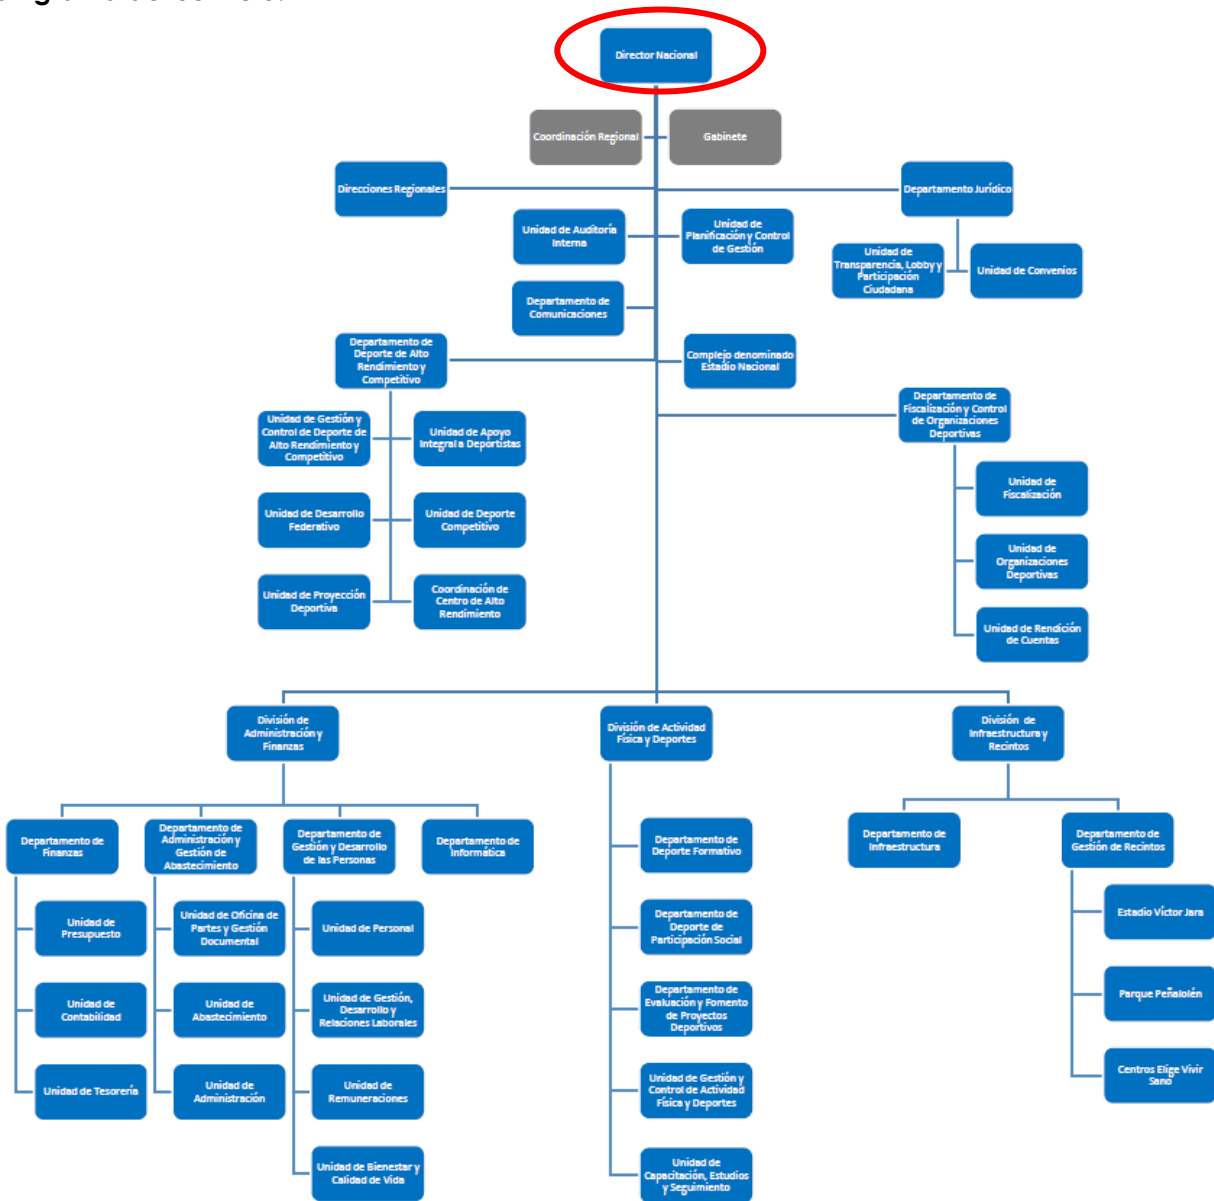 Director Nacional
Coordinación Regional
Gabinete
Direcciones Regionales
Departamento Jurídico
Unidad de Auditoría
Interna
Unidad de
Planificación y Control
de Gestión
Unidad de
Transparencia, Lobby y
Participación
Ciudadana
Unidad de Convenios
Departamento de
Comunicaciones
Departamento de
Deporte de Alto
Rendimiento y
Competitivo
Complejo denominado
Estadio Nacional
Departamento de
Fiscalización y Control
de Organizaciones
Deportivas
Unidad de Gestión y
Control de Deporte de
Alto Rendimiento y
Competitivo
Unidad de Apoyo
Integral a Deportistas
Unidad de
Fiscalización
Unidad de Desarrollo
Federativo
Unidad de Deporte
Competitivo
Unidad de
Organizaciones
Deportivas
Unidad de Proyección
Deportiva
Coordinación de
Centro de Alto
Rendimiento
Unidad de Rendición
de Cuentas
División de
Administración y
Finanzas
División de Actividad
Física y Deportes
División de
Infraestructura y
Recintos
Departamento de
Finanzas
Departamento de
Administración y
Gestión de
Abastecimiento
Departamento de
Gestión y Desarrollo
de las Personas
Departamento de
Informática
Departamento de
Deporte Formativo
Departamento de
Infraestructura
Departamento de
Gestión de Recintos
Unidad de
Presupuesto
Unidad de Oficina de
Partes y Gestión
Documental
Unidad de Personal
Departamento de
Deporte de
Participación Social
Estadio Víctor Jara
Unidad de
Contabilidad
Unidad de
Abastecimiento
Unidad de Gestión,
Desarrollo y
Relaciones Laborales
Departamento de
Evaluación y Fomento
de Proyectos
Deportivos
Parque Peñalolén
Unidad de Tesorería
Unidad de
Administración
Unidad de
Remuneraciones
Unidad de Gestión y
Control de Actividad
Física y Deportes
Centros Elige Vivir
Sano
Unidad de Bienestar y
Calidad de Vida
Unidad de
Capacitación, Estudios
y Seguimiento